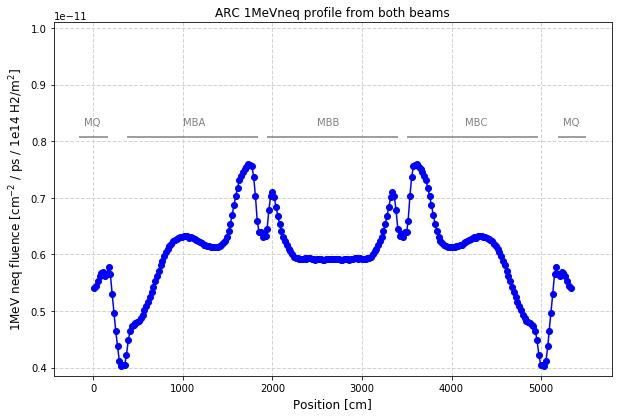 ARC 1MeVneq profile from both beams
1e−11
1.0
0.9
0.8
0.7
0.6
0.5
0.4
MQ MBA MBB MBC MQ
0 1000 2000 3000 4000 5000
Position [cm]
1MeV neq fluence [cm⁻² / ps / 1e14 H2/m²]